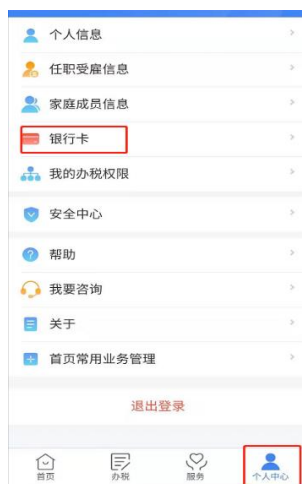 个人信息
任职受雇信息
家庭成员信息
银行卡
我的办税权限
安全中心
帮助
我要咨询
关于
首页常用业务管理
退出登录
首页 办税 服务 个人中心